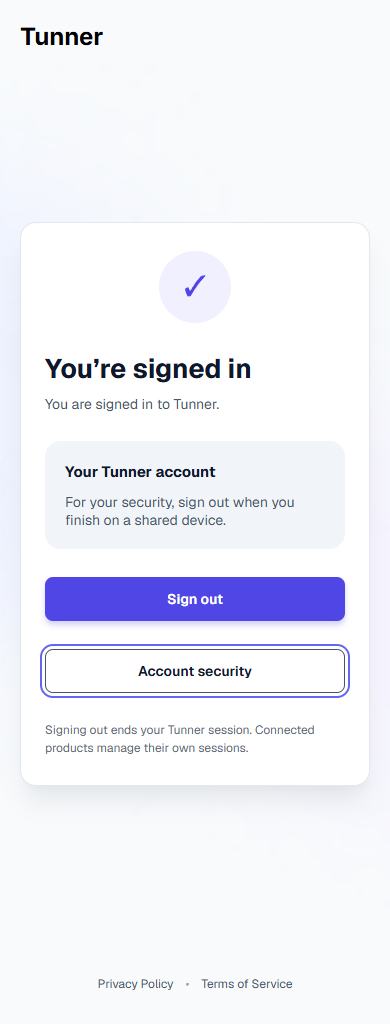 Tunner
✓
You’re signed in
You are signed in to Tunner.
Your Tunner account
For your security, sign out when you
finish on a shared device.
Sign out
Account security
Signing out ends your Tunner session. Connected
products manage their own sessions.
Privacy Policy • Terms of Service